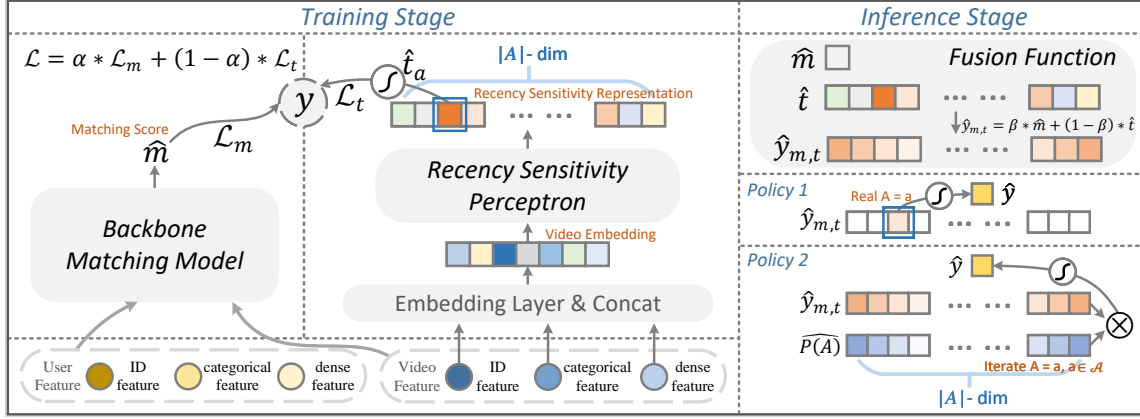 Training Stage
ℒ = α * ℒ_m + (1 − α) * ℒ_t
y
ℒ_t
t̂_a
|A|- dim
Recency Sensitivity Representation
... ...
Matching Score
m̂
ℒ_m
Recency Sensitivity
Perceptron
Backbone
Matching Model
Video Embedding
Embedding Layer & Concat
User
Feature
ID
feature
categorical
feature
dense
feature
Video
Feature
ID
feature
categorical
feature
dense
feature
Inference Stage
m̂
Fusion Function
t̂
... ...
ŷ_{m,t} = β * m̂ + (1 − β) * t̂
ŷ_{m,t}
... ...
Policy 1
Real A = a
ŷ
ŷ_{m,t}
... ...
Policy 2
ŷ
ŷ_{m,t}
... ...
P(A)̂
... ...
Iterate A = a, a ∈ 𝒜
|A|- dim